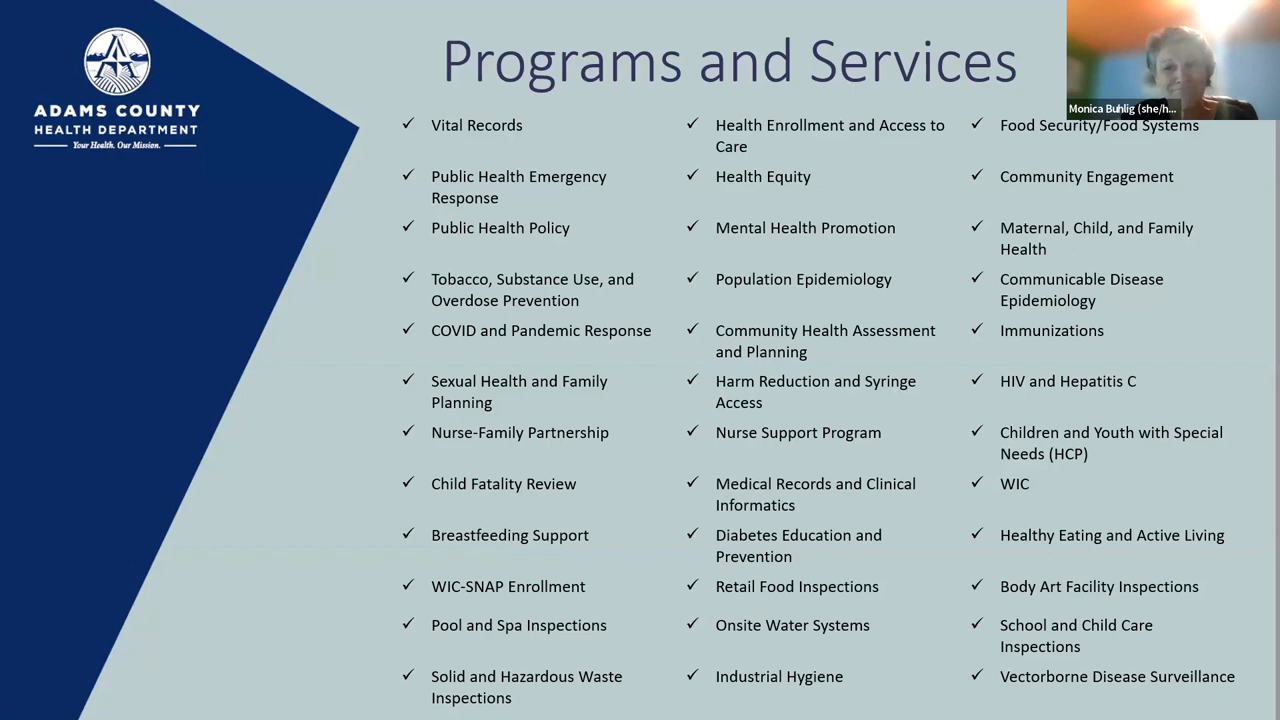 ADAMS COUNTY
HEALTH DEPARTMENT
Your Health. Our Mission.
Programs and Services
Monica Buhlig (she/h...
Vital Records
Health Enrollment and Access to
Care
Food Security/Food Systems
Public Health Emergency
Response
Health Equity
Community Engagement
Public Health Policy
Mental Health Promotion
Maternal, Child, and Family
Health
Tobacco, Substance Use, and
Overdose Prevention
Population Epidemiology
Communicable Disease
Epidemiology
COVID and Pandemic Response
Community Health Assessment
and Planning
Immunizations
Sexual Health and Family
Planning
Harm Reduction and Syringe
Access
HIV and Hepatitis C
Nurse-Family Partnership
Nurse Support Program
Children and Youth with Special
Needs (HCP)
Child Fatality Review
Medical Records and Clinical
Informatics
WIC
Breastfeeding Support
Diabetes Education and
Prevention
Healthy Eating and Active Living
WIC-SNAP Enrollment
Retail Food Inspections
Body Art Facility Inspections
Pool and Spa Inspections
Onsite Water Systems
School and Child Care
Inspections
Solid and Hazardous Waste
Inspections
Industrial Hygiene
Vectorborne Disease Surveillance